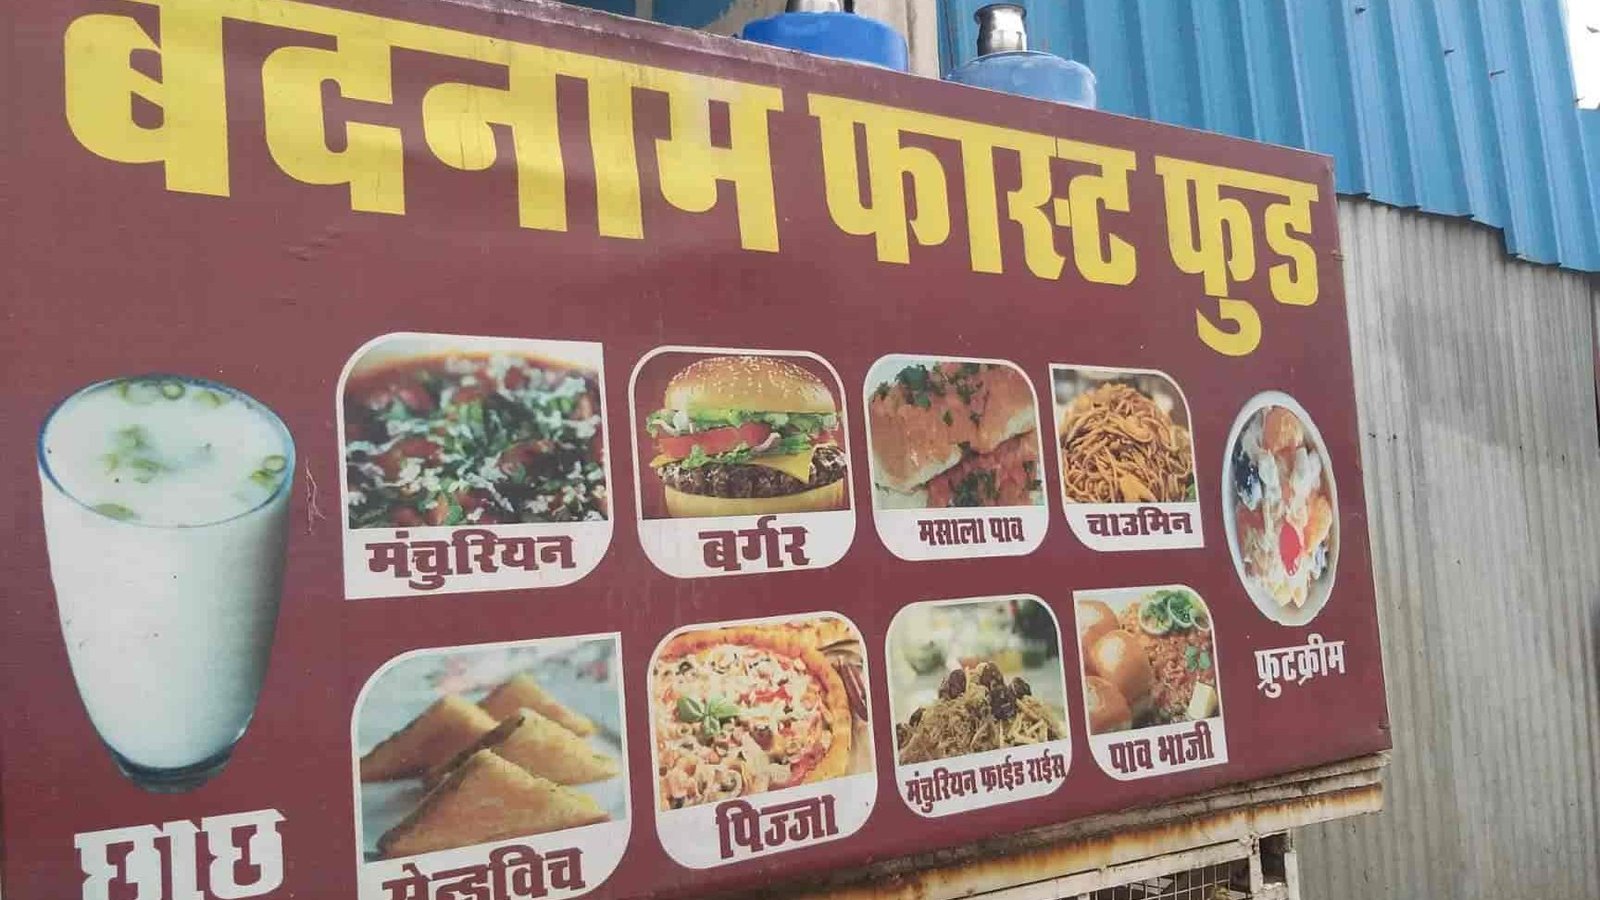 बदनाम फास्ट फुड
मंचुरियन
बर्गर
मसाला पाव
चाउमिन
फ्रुटक्रीम
छाछ
सेन्डविच
पिज्जा
मंचुरियन फ्राईड राईस
पाव भाजी